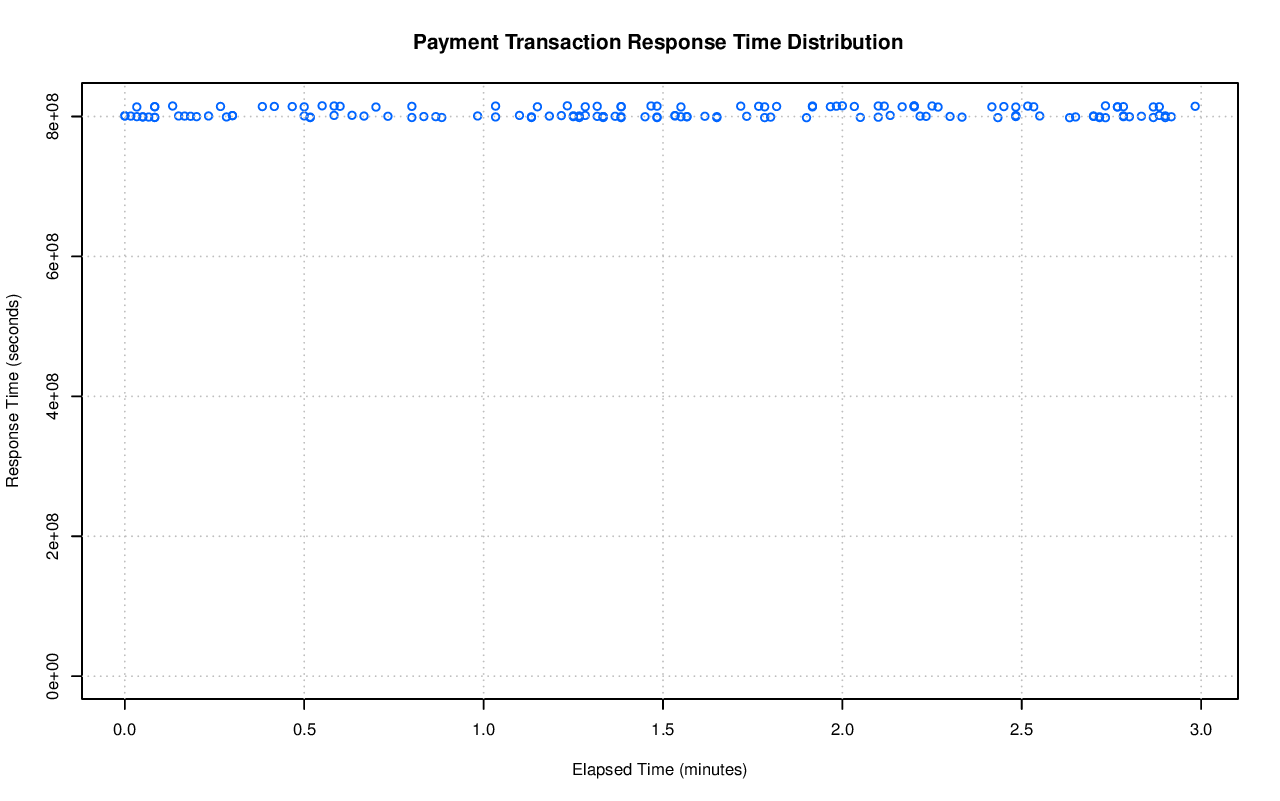 Payment Transaction Response Time Distribution
Response Time (seconds)
8e+08
6e+08
4e+08
2e+08
0e+00
0.0 0.5 1.0 1.5 2.0 2.5 3.0
Elapsed Time (minutes)